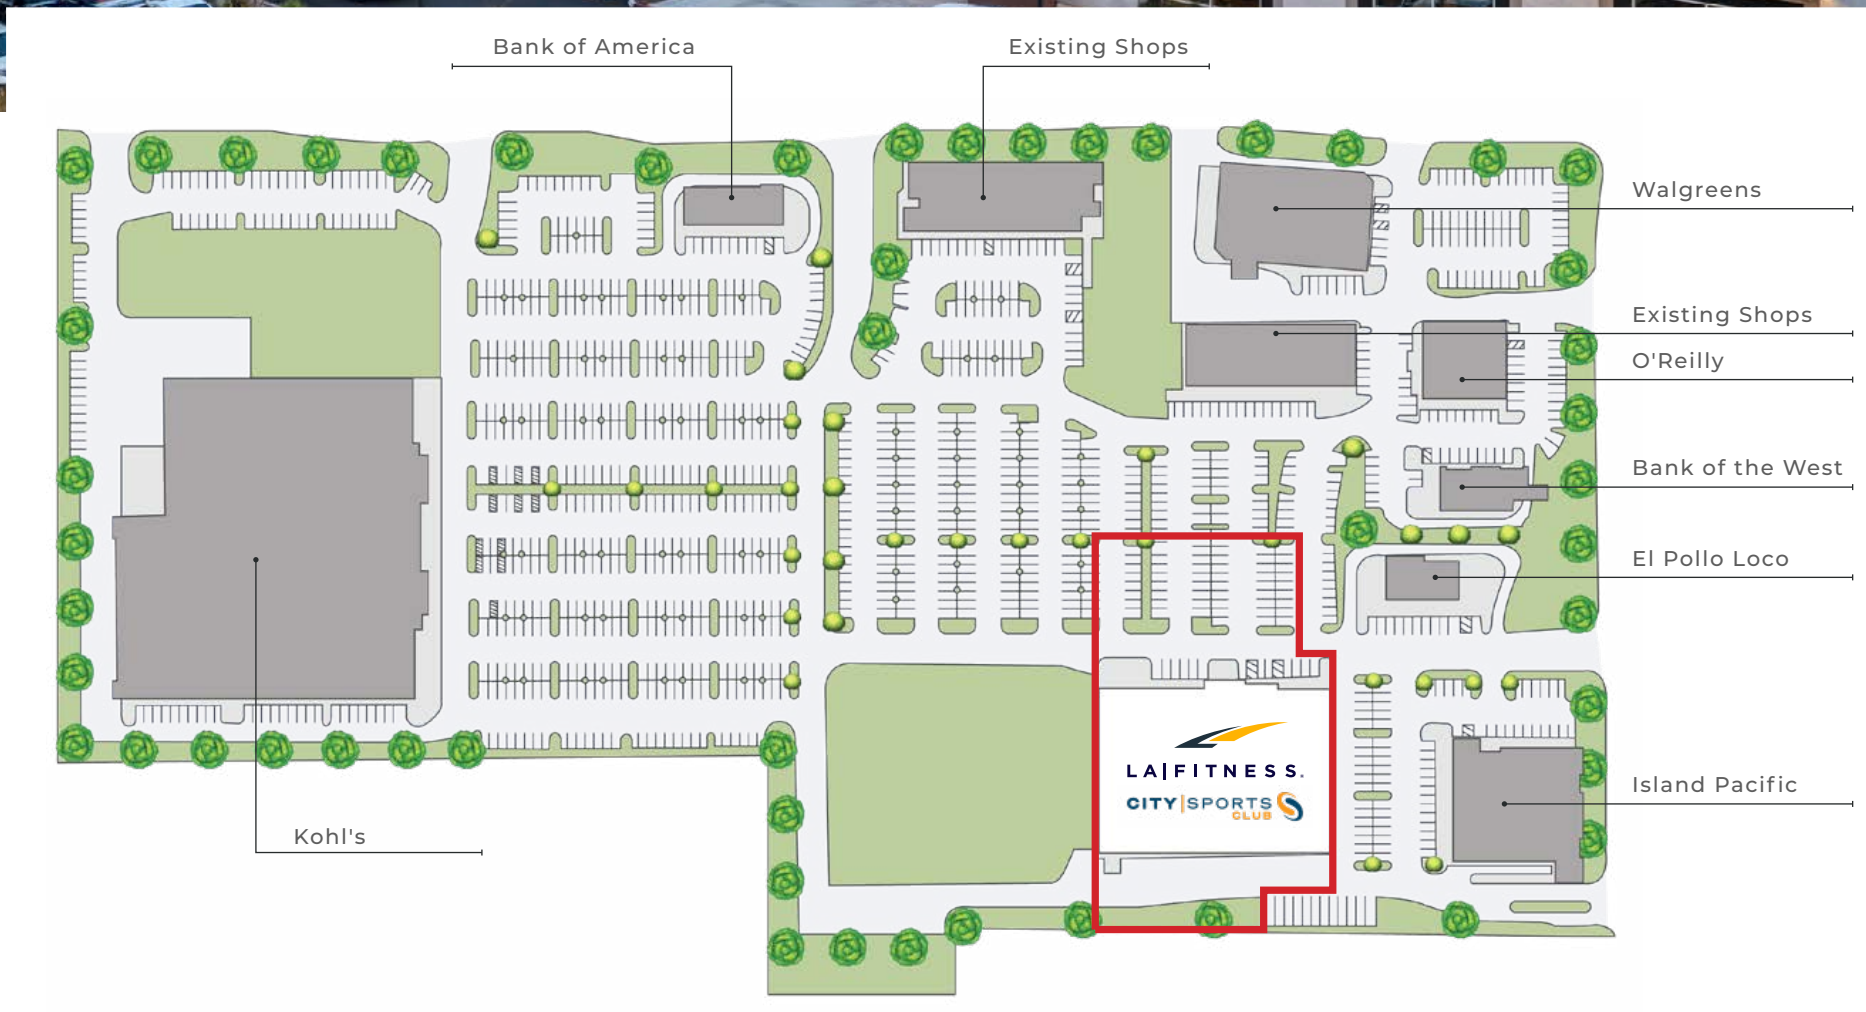 Bank of America
Existing Shops
Walgreens
Existing Shops
O'Reilly
Bank of the West
El Pollo Loco
LA|FITNESS.
CITY|SPORTS
CLUB
Island Pacific
Kohl's